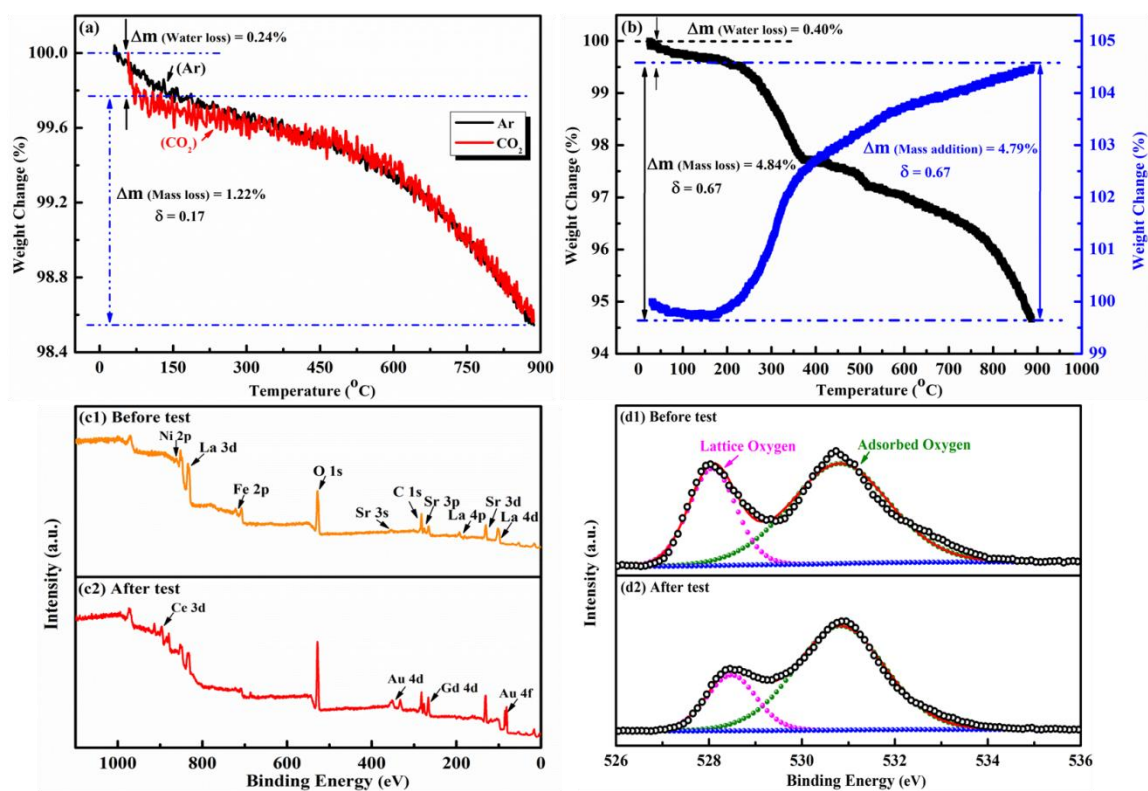 (a)
Δm (Water loss) = 0.24%
(Ar)
(CO2)
Ar
CO2
Δm (Mass loss) = 1.22%
δ = 0.17
100.0
99.6
99.2
98.8
98.4
Weight Change (%)
0 150 300 450 600 750 900
Temperature (oC)
(b)
Δm (Water loss) = 0.40%
Δm (Mass loss) = 4.84%
δ = 0.67
Δm (Mass addition) = 4.79%
δ = 0.67
100
99
98
97
96
95
94
Weight Change (%)
105
104
103
102
101
100
99
Weight Change (%)
0 100 200 300 400 500 600 700 800 900 1000
Temperature (oC)
(c1) Before test
Ni 2p
La 3d
Fe 2p
O 1s
Sr 3s
C 1s
Sr 3p
La 4p
Sr 3d
La 4d
(c2) After test
Ce 3d
Au 4d
Gd 4d
Au 4f
Intensity (a.u.)
1000 800 600 400 200 0
Binding Energy (eV)
(d1) Before test
Lattice Oxygen
Adsorbed Oxygen
(d2) After test
Intensity (a.u.)
526 528 530 532 534 536
Binding Energy (eV)